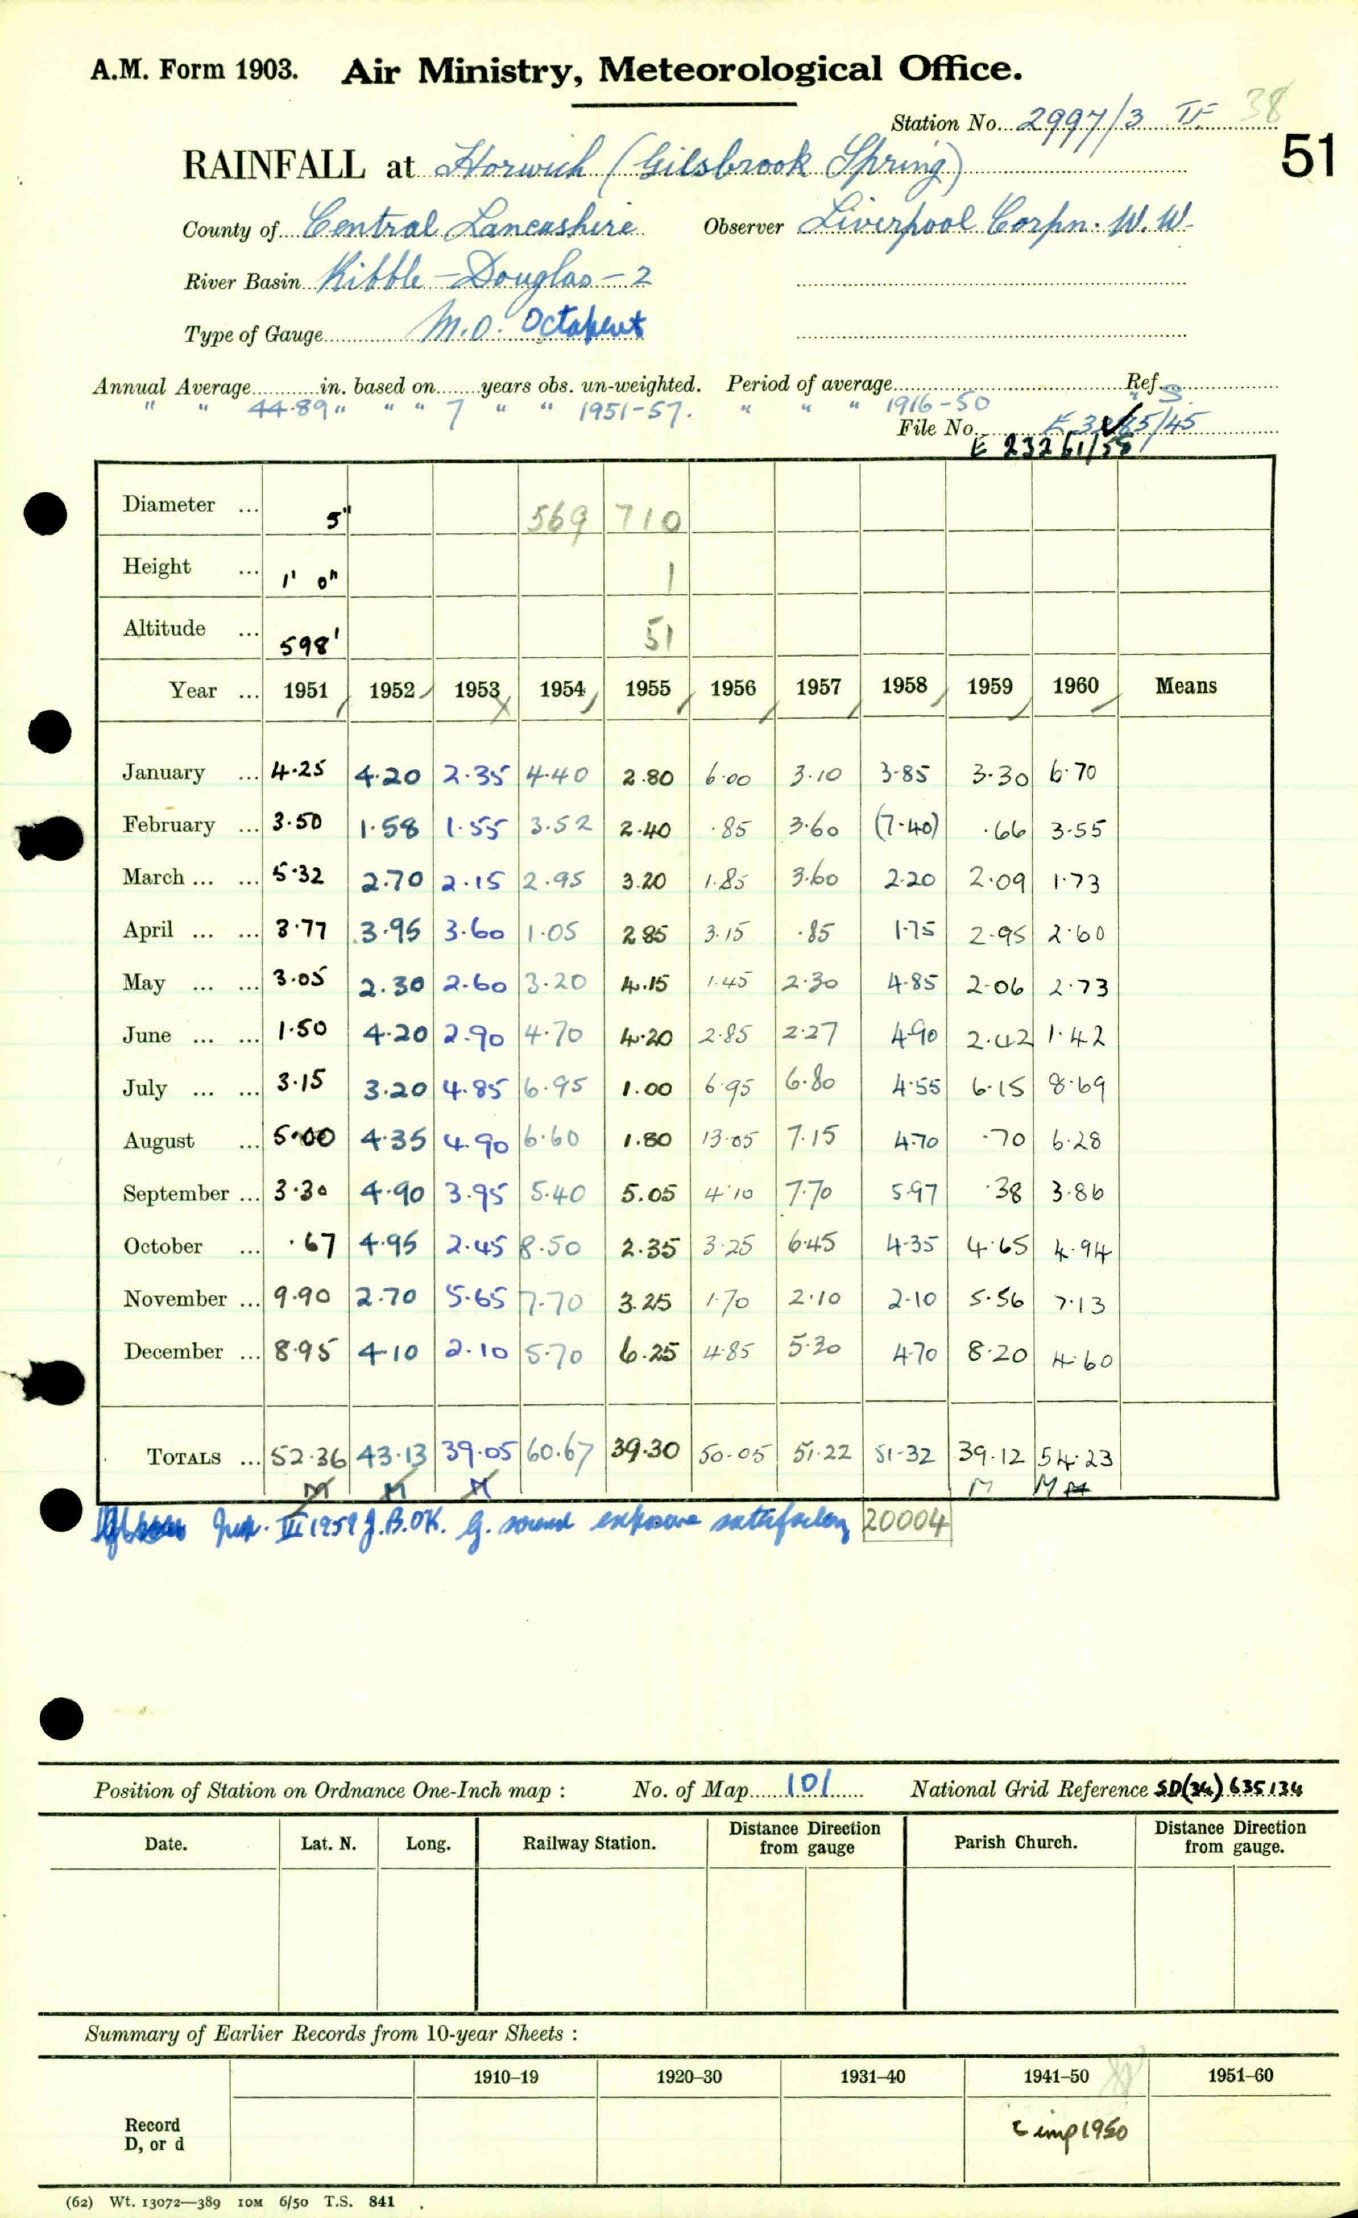 A.M. Form 1903. Air Ministry, Meteorological Office.
Station No. 2997/3 38
51
RAINFALL at Horwich (Gilsbrook Spring)
County of Central Lancashire Observer Liverpool Corpn. W.W.
River Basin Ribble - Douglas - 2
Type of Gauge M.O. Octapent
Annual Average in. based on years obs. un-weighted. Period of average Ref.
" " 44.89 " " " 7 " " 1951-57. " " " 1916-50 " S.
File No.
E 23261/58
Diameter ... 5" 569 710
Height ... 1' 0" 1
Altitude ... 598' 51
Year ... 1951 1952 1953 1954 1955 1956 1957 1958 1959 1960 Means
January ... 4.25 4.20 2.35 4.40 2.80 6.00 3.10 3.85 3.30 6.70
February ... 3.50 1.58 1.55 3.52 2.40 .85 3.60 (7.40) .66 3.55
March ... ... 5.32 2.70 2.15 2.95 3.20 1.85 3.60 2.20 2.09 1.73
April ... ... 3.77 3.95 3.60 1.05 2.85 3.15 .85 1.75 2.95 2.60
May ... ... 3.05 2.30 2.60 3.20 4.15 1.45 2.30 4.85 2.06 2.73
June ... ... 1.50 4.20 2.90 4.70 4.20 2.85 2.27 4.90 2.42 1.42
July ... ... 3.15 3.20 4.85 6.95 1.00 6.95 6.80 4.55 6.15 8.69
August ... 5.00 4.35 4.90 6.60 1.80 13.05 7.15 4.70 .70 6.28
September ... 3.30 4.90 3.95 5.40 5.05 4.10 7.70 5.97 .38 3.86
October ... .67 4.95 2.45 8.50 2.35 3.25 6.45 4.35 4.65 4.94
November ... 9.90 2.70 5.65 7.70 3.25 1.70 2.10 2.10 5.56 7.13
December ... 8.95 4.10 2.10 5.70 6.25 4.85 5.30 4.70 8.20 4.60
TOTALS ... 52.36 43.13 39.05 60.67 39.30 50.05 51.22 51.32 39.12 54.23
M M M M M
Insp. VII 1959 J.B. OK. G. sound exposure satisfactory 20004
Position of Station on Ordnance One-Inch map : No. of Map 101 National Grid Reference SD(34) 635134
Date. Lat. N. Long. Railway Station. Distance from Direction gauge Parish Church. Distance from Direction gauge.
Summary of Earlier Records from 10-year Sheets :
1910–19 1920–30 1931–40 1941–50 1951–60
Record
D, or d
imp 1950
(62) Wt. 13072—389 10M 6/50 T.S. 841